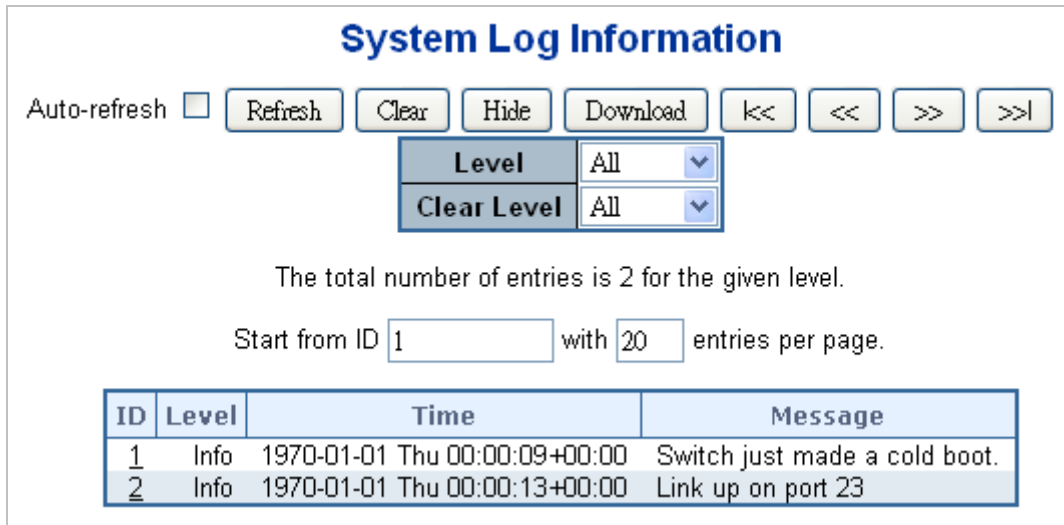 System Log Information
Auto-refresh Refresh Clear Hide Download |<< << >> >>|
Level All
Clear Level All
The total number of entries is 2 for the given level.
Start from ID 1 with 20 entries per page.
ID Level Time Message
1 Info 1970-01-01 Thu 00:00:09+00:00 Switch just made a cold boot.
2 Info 1970-01-01 Thu 00:00:13+00:00 Link up on port 23